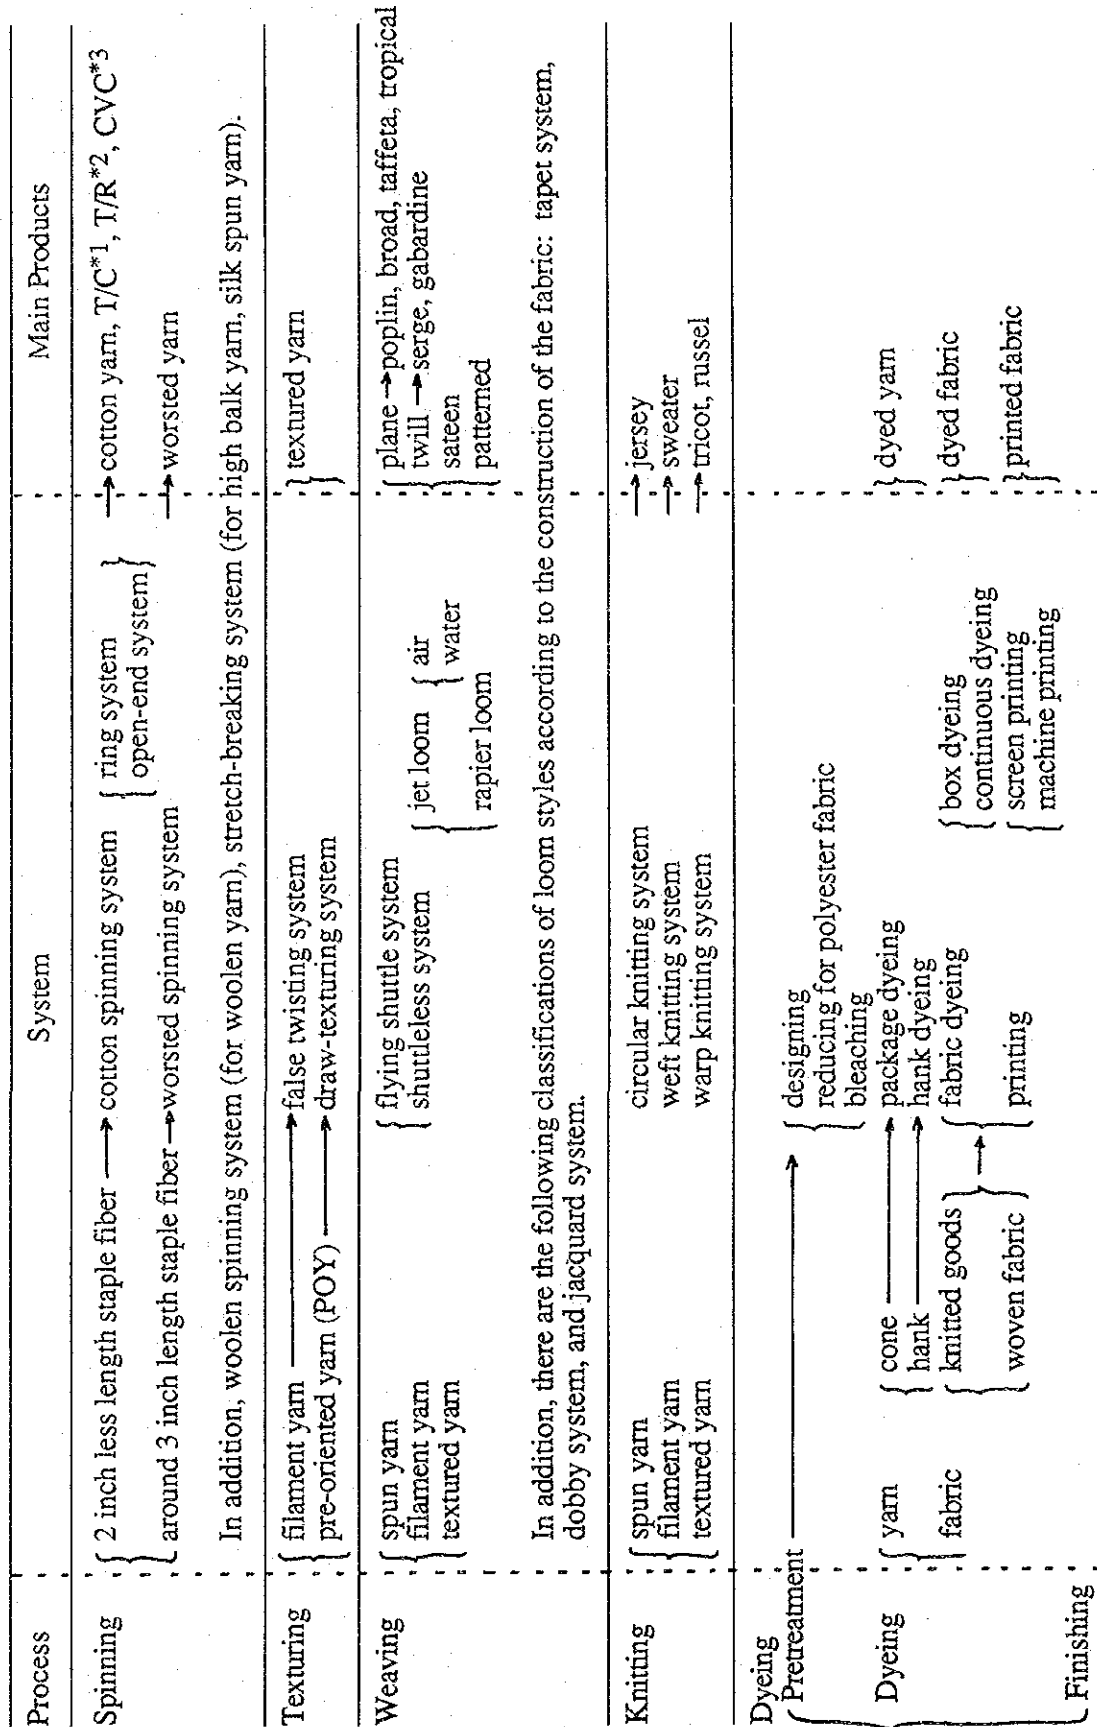 Process System Main Products
Spinning { 2 inch less length staple fiber → cotton spinning system { ring system } → cotton yarn, T/C*1, T/R*2, CVC*3
open-end system
around 3 inch length staple fiber → worsted spinning system → worsted yarn
In addition, woolen spinning system (for woolen yarn), stretch-breaking system (for high balk yarn, silk spun yarn).
Texturing { filament yarn → false twisting system } textured yarn
pre-oriented yarn (POY) → draw-texturing system
Weaving { spun yarn { flying shuttle system { plane → poplin, broad, taffeta, tropical
filament yarn shuttleless system { jet loom { air twill → serge, gabardine
textured yarn water sateen
rapier loom patterned
In addition, there are the following classifications of loom styles according to the construction of the fabric: tapet system,
dobby system, and jacquard system.
Knitting { spun yarn circular knitting system → jersey
filament yarn weft knitting system → sweater
textured yarn warp knitting system → tricot, russel
Dyeing
Pretreatment → { designing
reducing for polyester fabric
bleaching
Dyeing yarn { cone → package dyeing } dyed yarn
hank → hank dyeing
fabric { knitted goods } → { fabric dyeing { box dyeing } dyed fabric
continuous dyeing
woven fabric printing { screen printing } printed fabric
machine printing
Finishing